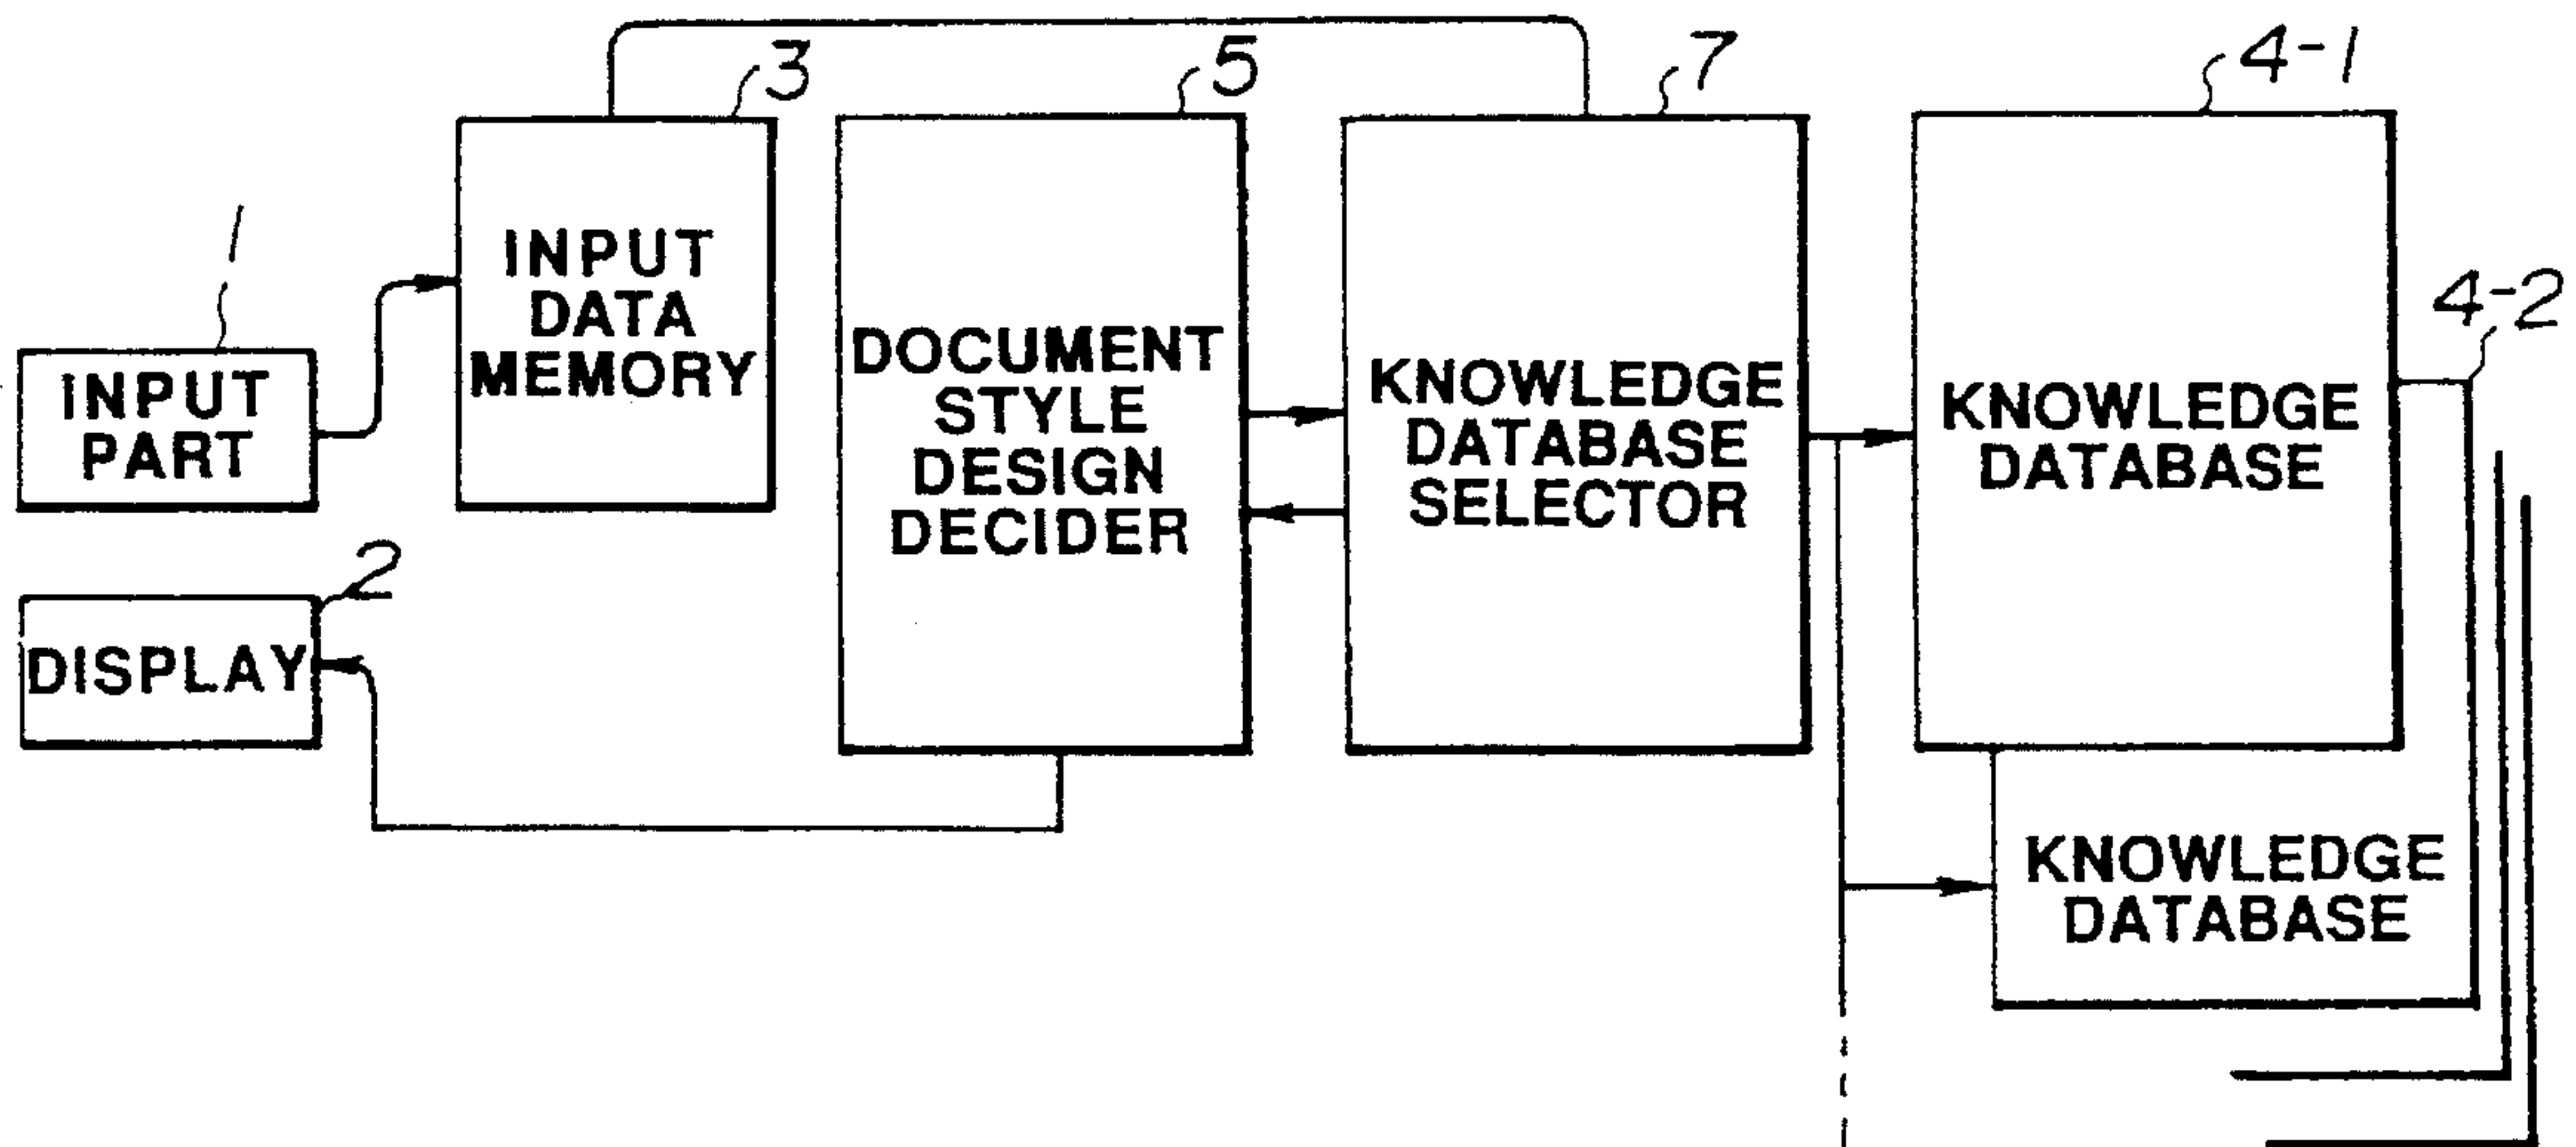 1
INPUT
PART
2
DISPLAY
3
INPUT
DATA
MEMORY
5
DOCUMENT
STYLE
DESIGN
DECIDER
7
KNOWLEDGE
DATABASE
SELECTOR
4-1
KNOWLEDGE
DATABASE
4-2
KNOWLEDGE
DATABASE